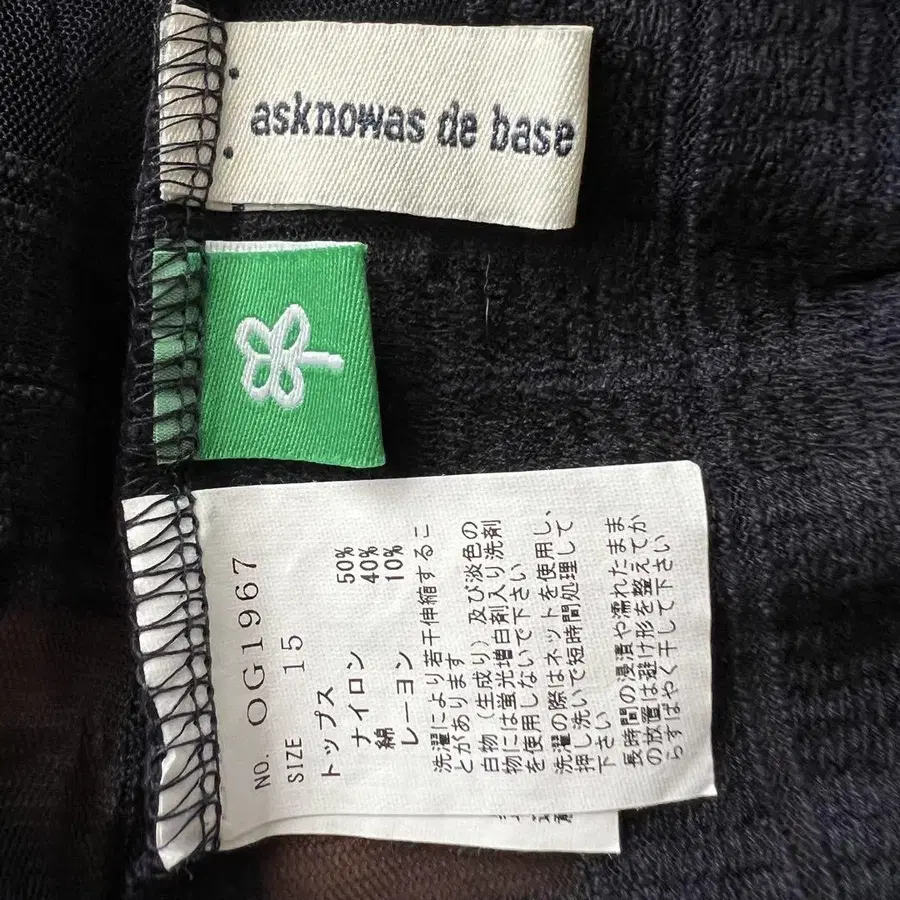 asknowas de base
NO. OG1967
SIZE 15
トップス
ナイロン 50%
綿 40%
レーヨン 10%
洗濯により若干伸縮するこ
とがあります
白物（生成り）及び淡色の
物には蛍光増白剤入り洗剤
を使用しないで下さい
洗濯の際はネットを使用し、
押し洗いで短時間処理して
下さい
長時間の浸漬や濡れたまま
の放置は避け形を整えてか
らすばやく干して下さい